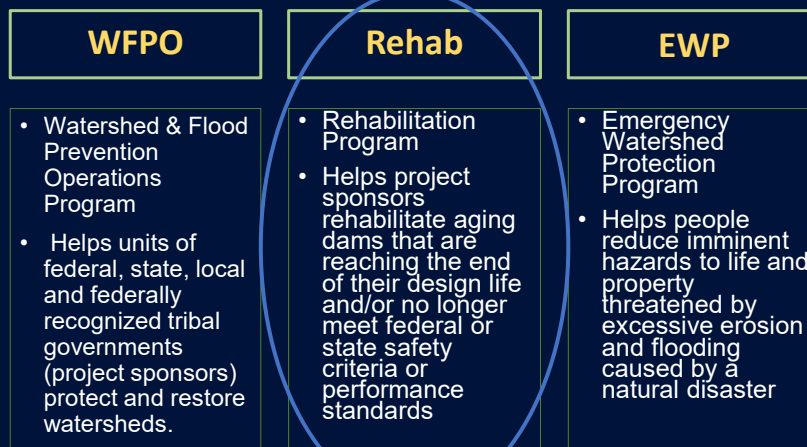 WFPO
• Watershed & Flood
Prevention
Operations
Program
• Helps units of
federal, state, local
and federally
recognized tribal
governments
(project sponsors)
protect and restore
watersheds.
Rehab
• Rehabilitation
Program
• Helps project
sponsors
rehabilitate aging
dams that are
reaching the end
of their design life
and/or no longer
meet federal or
state safety
criteria or
performance
standards
EWP
• Emergency
Watershed
Protection
Program
• Helps people
reduce imminent
hazards to life and
property
threatened by
excessive erosion
and flooding
caused by a
natural disaster